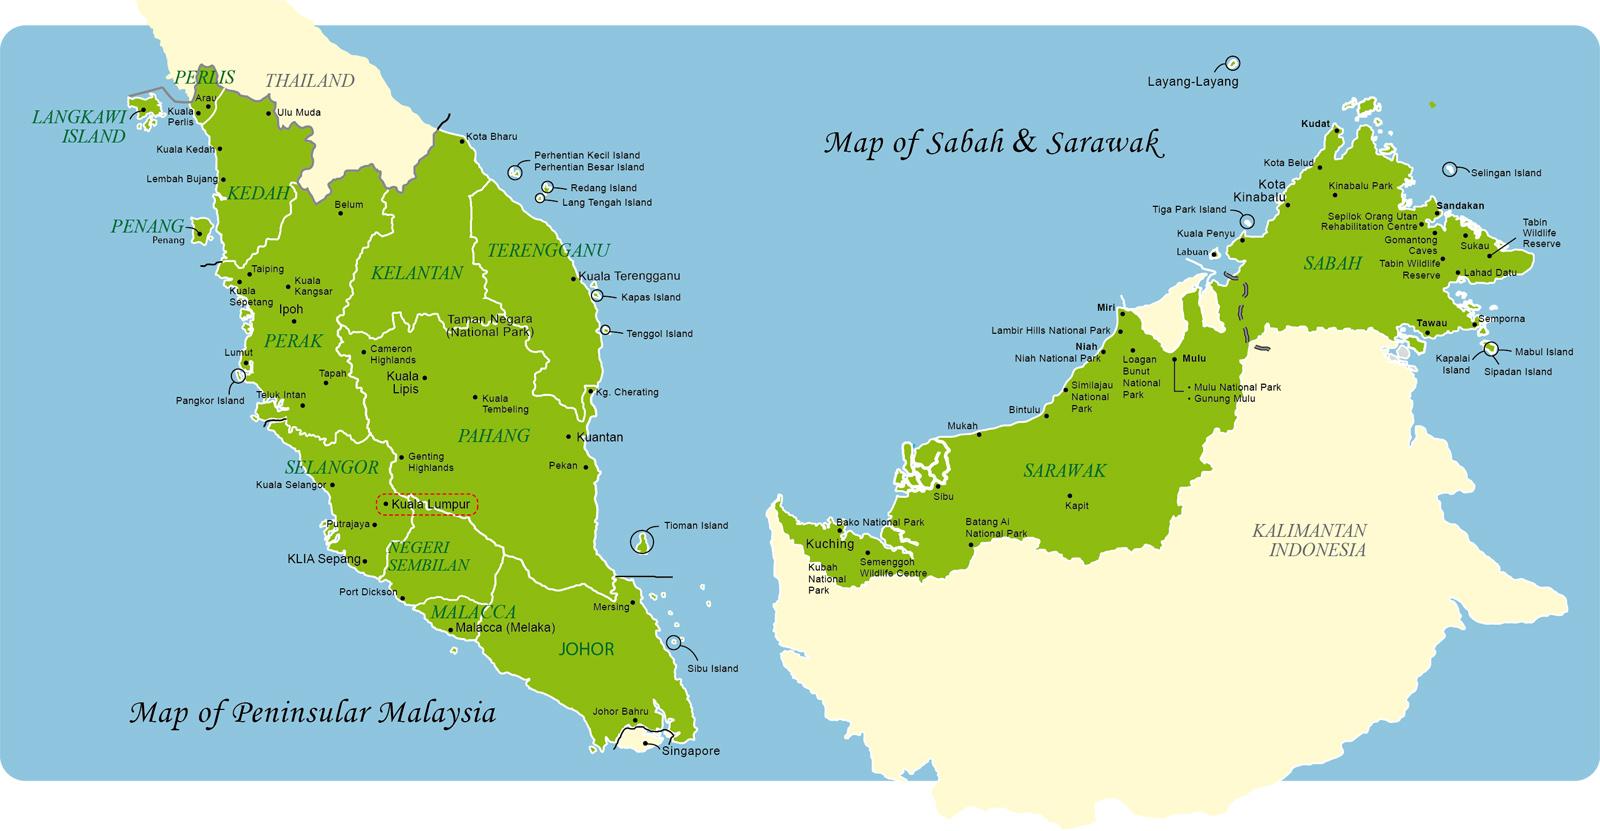 PERLIS
THAILAND
Arau
LANGKAWI
ISLAND
Kuala
Perlis
Ulu Muda
Kota Bharu
Kuala Kedah
Perhentian Kecil Island
Perhentian Besar Island
Lembah Bujang
KEDAH
Redang Island
Lang Tengah Island
Belum
PENANG
Penang
TERENGGANU
KELANTAN
Taiping
Kuala Terengganu
Kuala
Kangsar
Kuala
Sepetang
Kapas Island
Ipoh
Taman Negara
(National Park)
Tenggol Island
PERAK
Lumut
Cameron
Highlands
Tapah
Kuala
Lipis
Pangkor Island
Teluk Intan
Kuala
Tembeling
Kg. Cherating
PAHANG
Kuantan
SELANGOR
Genting
Highlands
Pekan
Kuala Selangor
Kuala Lumpur
Putrajaya
Tioman Island
NEGERI
SEMBILAN
KLIA Sepang
Port Dickson
MALACCA
Malacca (Melaka)
Mersing
JOHOR
Sibu Island
Map of Peninsular Malaysia
Johor Bahru
Singapore
Layang-Layang
Map of Sabah & Sarawak
Kudat
Kota Belud
Selingan Island
Kota
Kinabalu
Kinabalu Park
Tiga Park Island
Sandakan
Sepilok Orang Utan
Rehabilitation Centre
Tabin
Wildlife
Reserve
Kuala Penyu
Gomantong
Caves
Sukau
Labuan
SABAH
Tabin Wildlife
Reserve
Lahad Datu
Miri
Lambir Hills National Park
Tawau
Semporna
Niah
Niah National Park
Loagan
Bunut
National
Park
Mulu
• Mulu National Park
• Gunung Mulu
Kapalai
Island
Mabul Island
Sipadan Island
Similajau
National
Park
Bintulu
Mukah
SARAWAK
Sibu
Kapit
Bako National Park
Batang Ai
National Park
Kuching
Semenggoh
Wildlife Centre
Kubah
National
Park
KALIMANTAN
INDONESIA